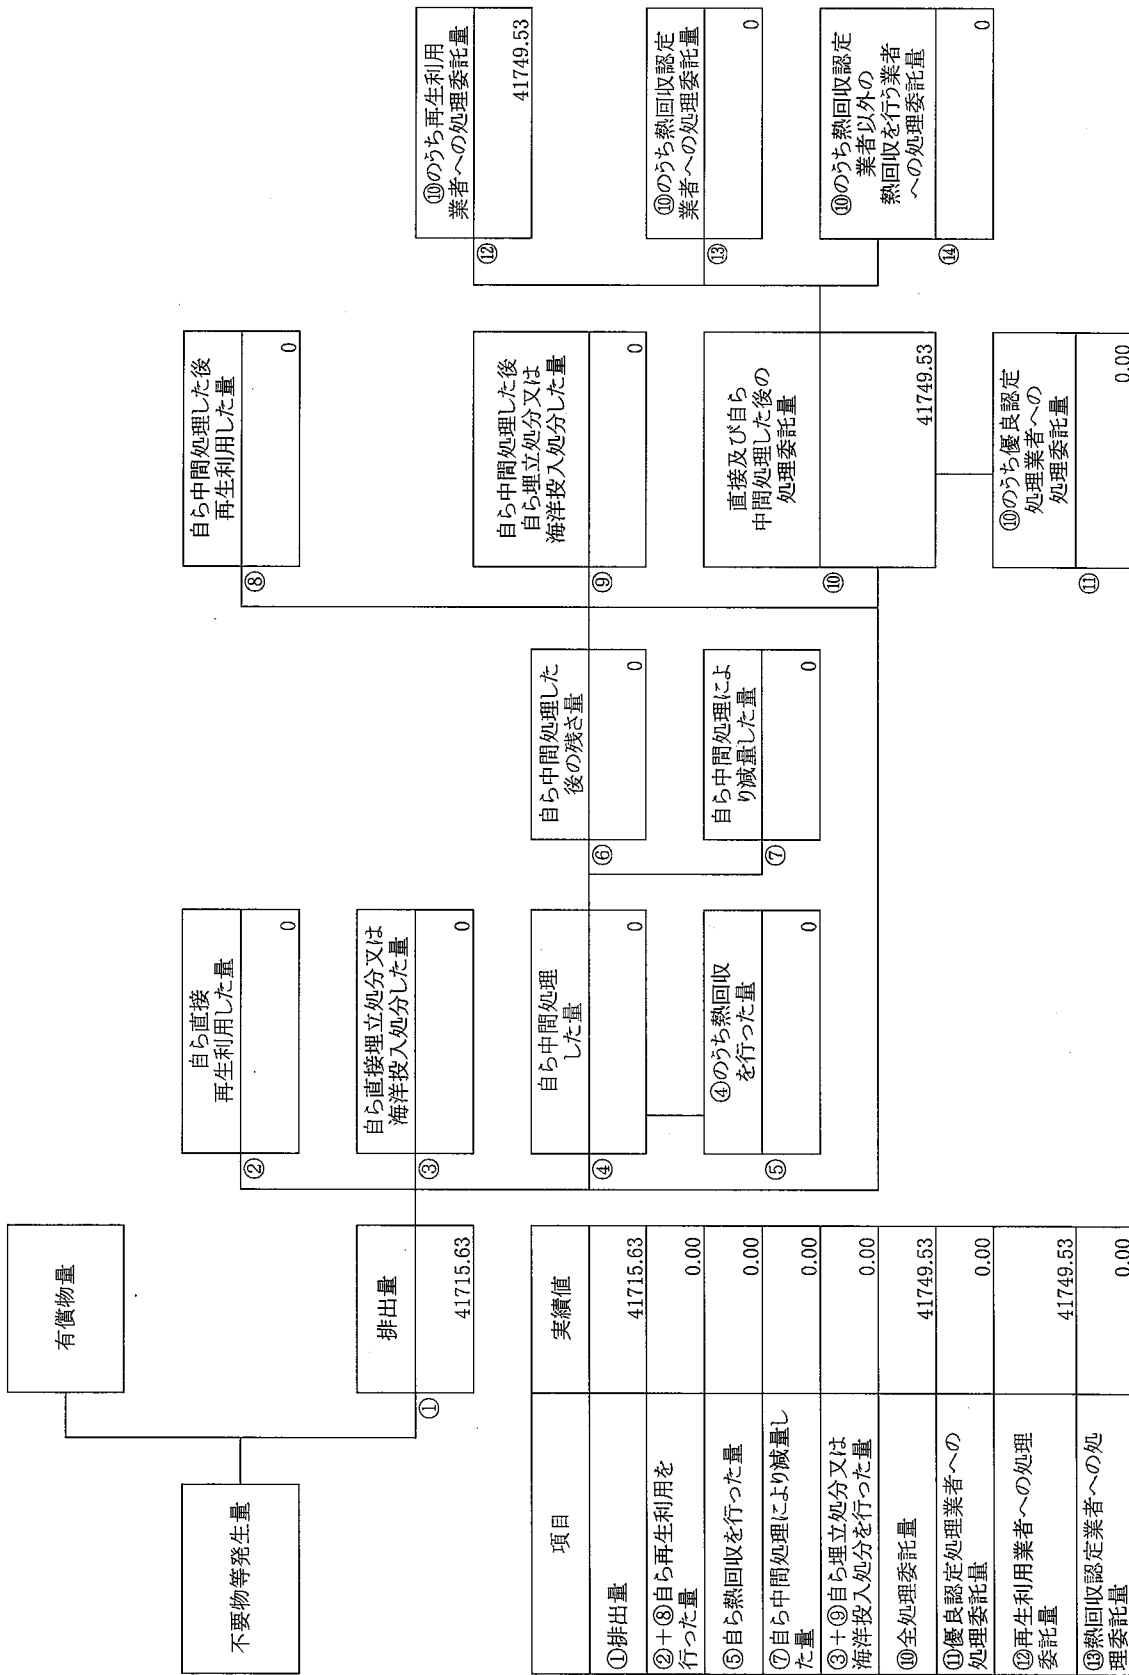 不要物等発生量
有償物量
①
排出量
41715.63
②
自ら直接
再生利用した量
0
③
自ら直接埋立処分又は
海洋投入処分した量
0
④
自ら中間処理
した量
0
⑤
④のうち熱回収
を行った量
0
⑥
自ら中間処理した
後の残さ量
0
⑦
自ら中間処理によ
り減量した量
0
⑧
自ら中間処理した後
再生利用した量
0
⑨
自ら中間処理した後
自ら埋立処分又は
海洋投入処分した量
0
⑩
直接及び自ら
中間処理した後の
処理委託量
41749.53
⑪
⑩のうち優良認定
処理業者への
処理委託量
0.00
⑫
⑩のうち再生利用
業者への処理委託量
41749.53
⑬
⑩のうち熱回収認定
業者への処理委託量
0
⑭
⑩のうち熱回収認定
業者以外の
熱回収を行う業者
への処理委託量
0
項目 実績値
①排出量 41715.63
②+⑧自ら再生利用を
行った量 0.00
⑤自ら熱回収を行った量 0.00
⑦自ら中間処理により減量し
た量 0.00
③+⑨自ら埋立処分又は
海洋投入処分を行った量 0.00
⑩全処理委託量 41749.53
⑪優良認定処理業者への
処理委託量 0.00
⑫再生利用業者への処理
委託量 41749.53
⑬熱回収認定業者への処
理委託量 0.00